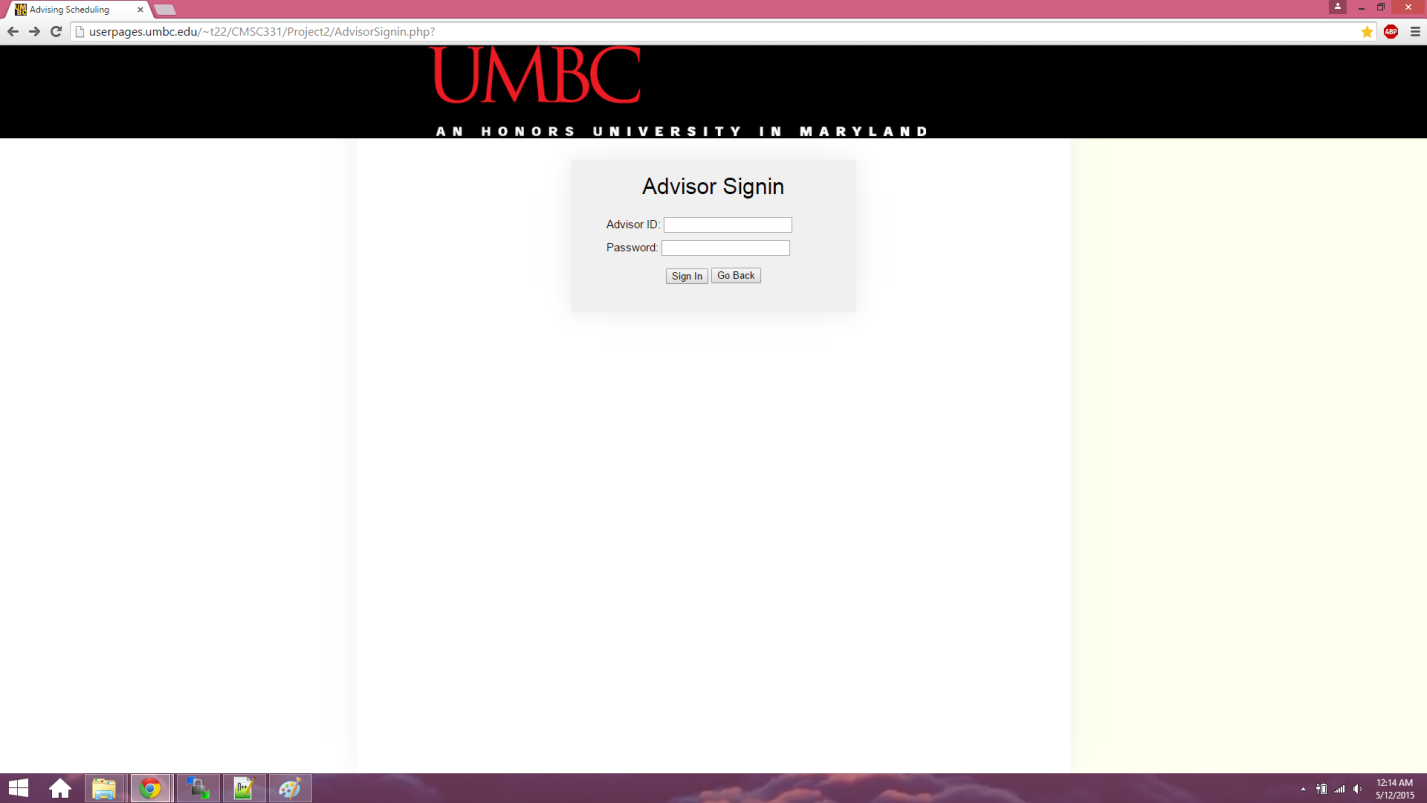 Advising Scheduling
userpages.umbc.edu/~t22/CMSC331/Project2/AdvisorSignin.php?
ABP
UMBC
AN HONORS UNIVERSITY IN MARYLAND
Advisor Signin
Advisor ID:
Password:
Sign In Go Back
12:14 AM
5/12/2015